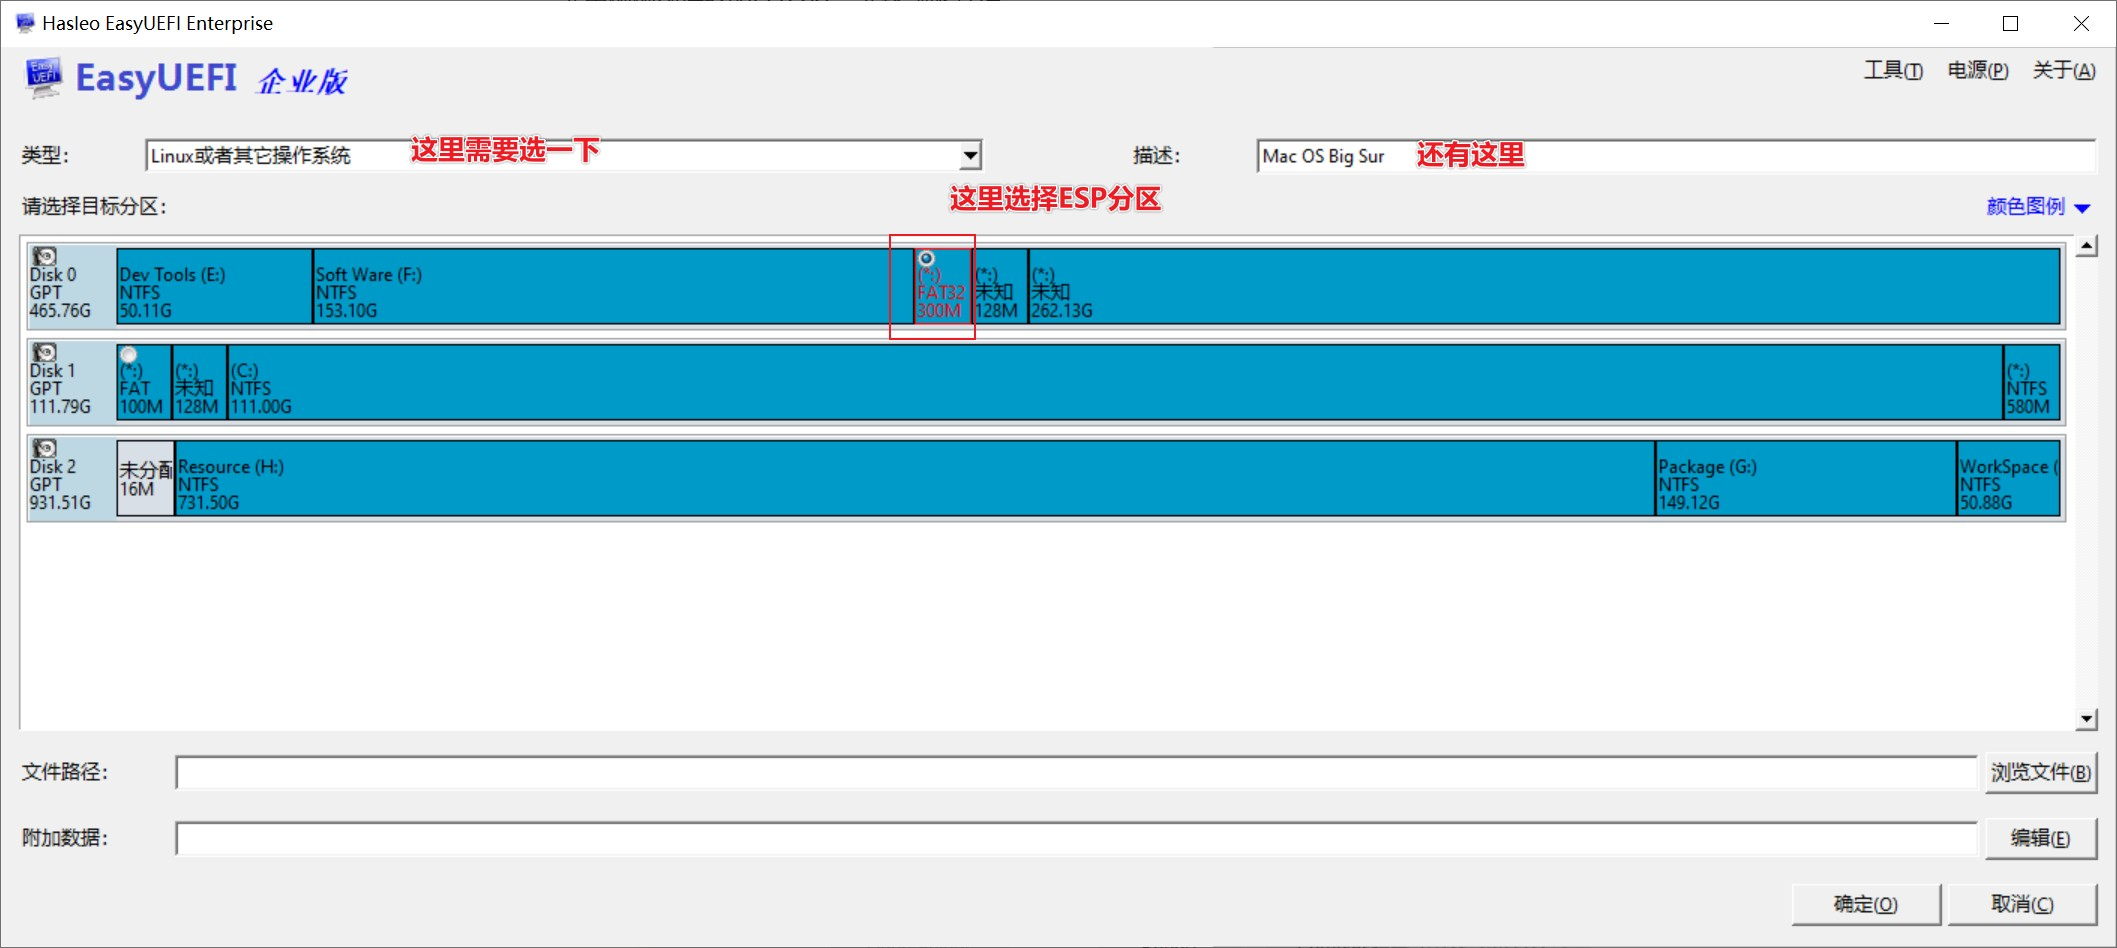 Hasleo EasyUEFI Enterprise
EasyUEFI 企业版
工具(T) 电源(P) 关于(A)
类型: Linux或者其它操作系统 这里需要选一下 描述: Mac OS Big Sur 还有这里
这里选择ESP分区
请选择目标分区: 颜色图例
Disk 0
GPT
465.76G
Dev Tools (E:)
NTFS
50.11G
Soft Ware (F:)
NTFS
153.10G
(*:)
FAT32
300M
(*:)
未知
128M
(*:)
未知
262.13G
Disk 1
GPT
111.79G
(*:)
FAT
100M
(*:)
未知
128M
(C:)
NTFS
111.00G
(*:)
NTFS
580M
Disk 2
GPT
931.51G
未分配
16M
Resource (H:)
NTFS
731.50G
Package (G:)
NTFS
149.12G
WorkSpace (
NTFS
50.88G
文件路径: 浏览文件(B)
附加数据: 编辑(E)
确定(O) 取消(C)